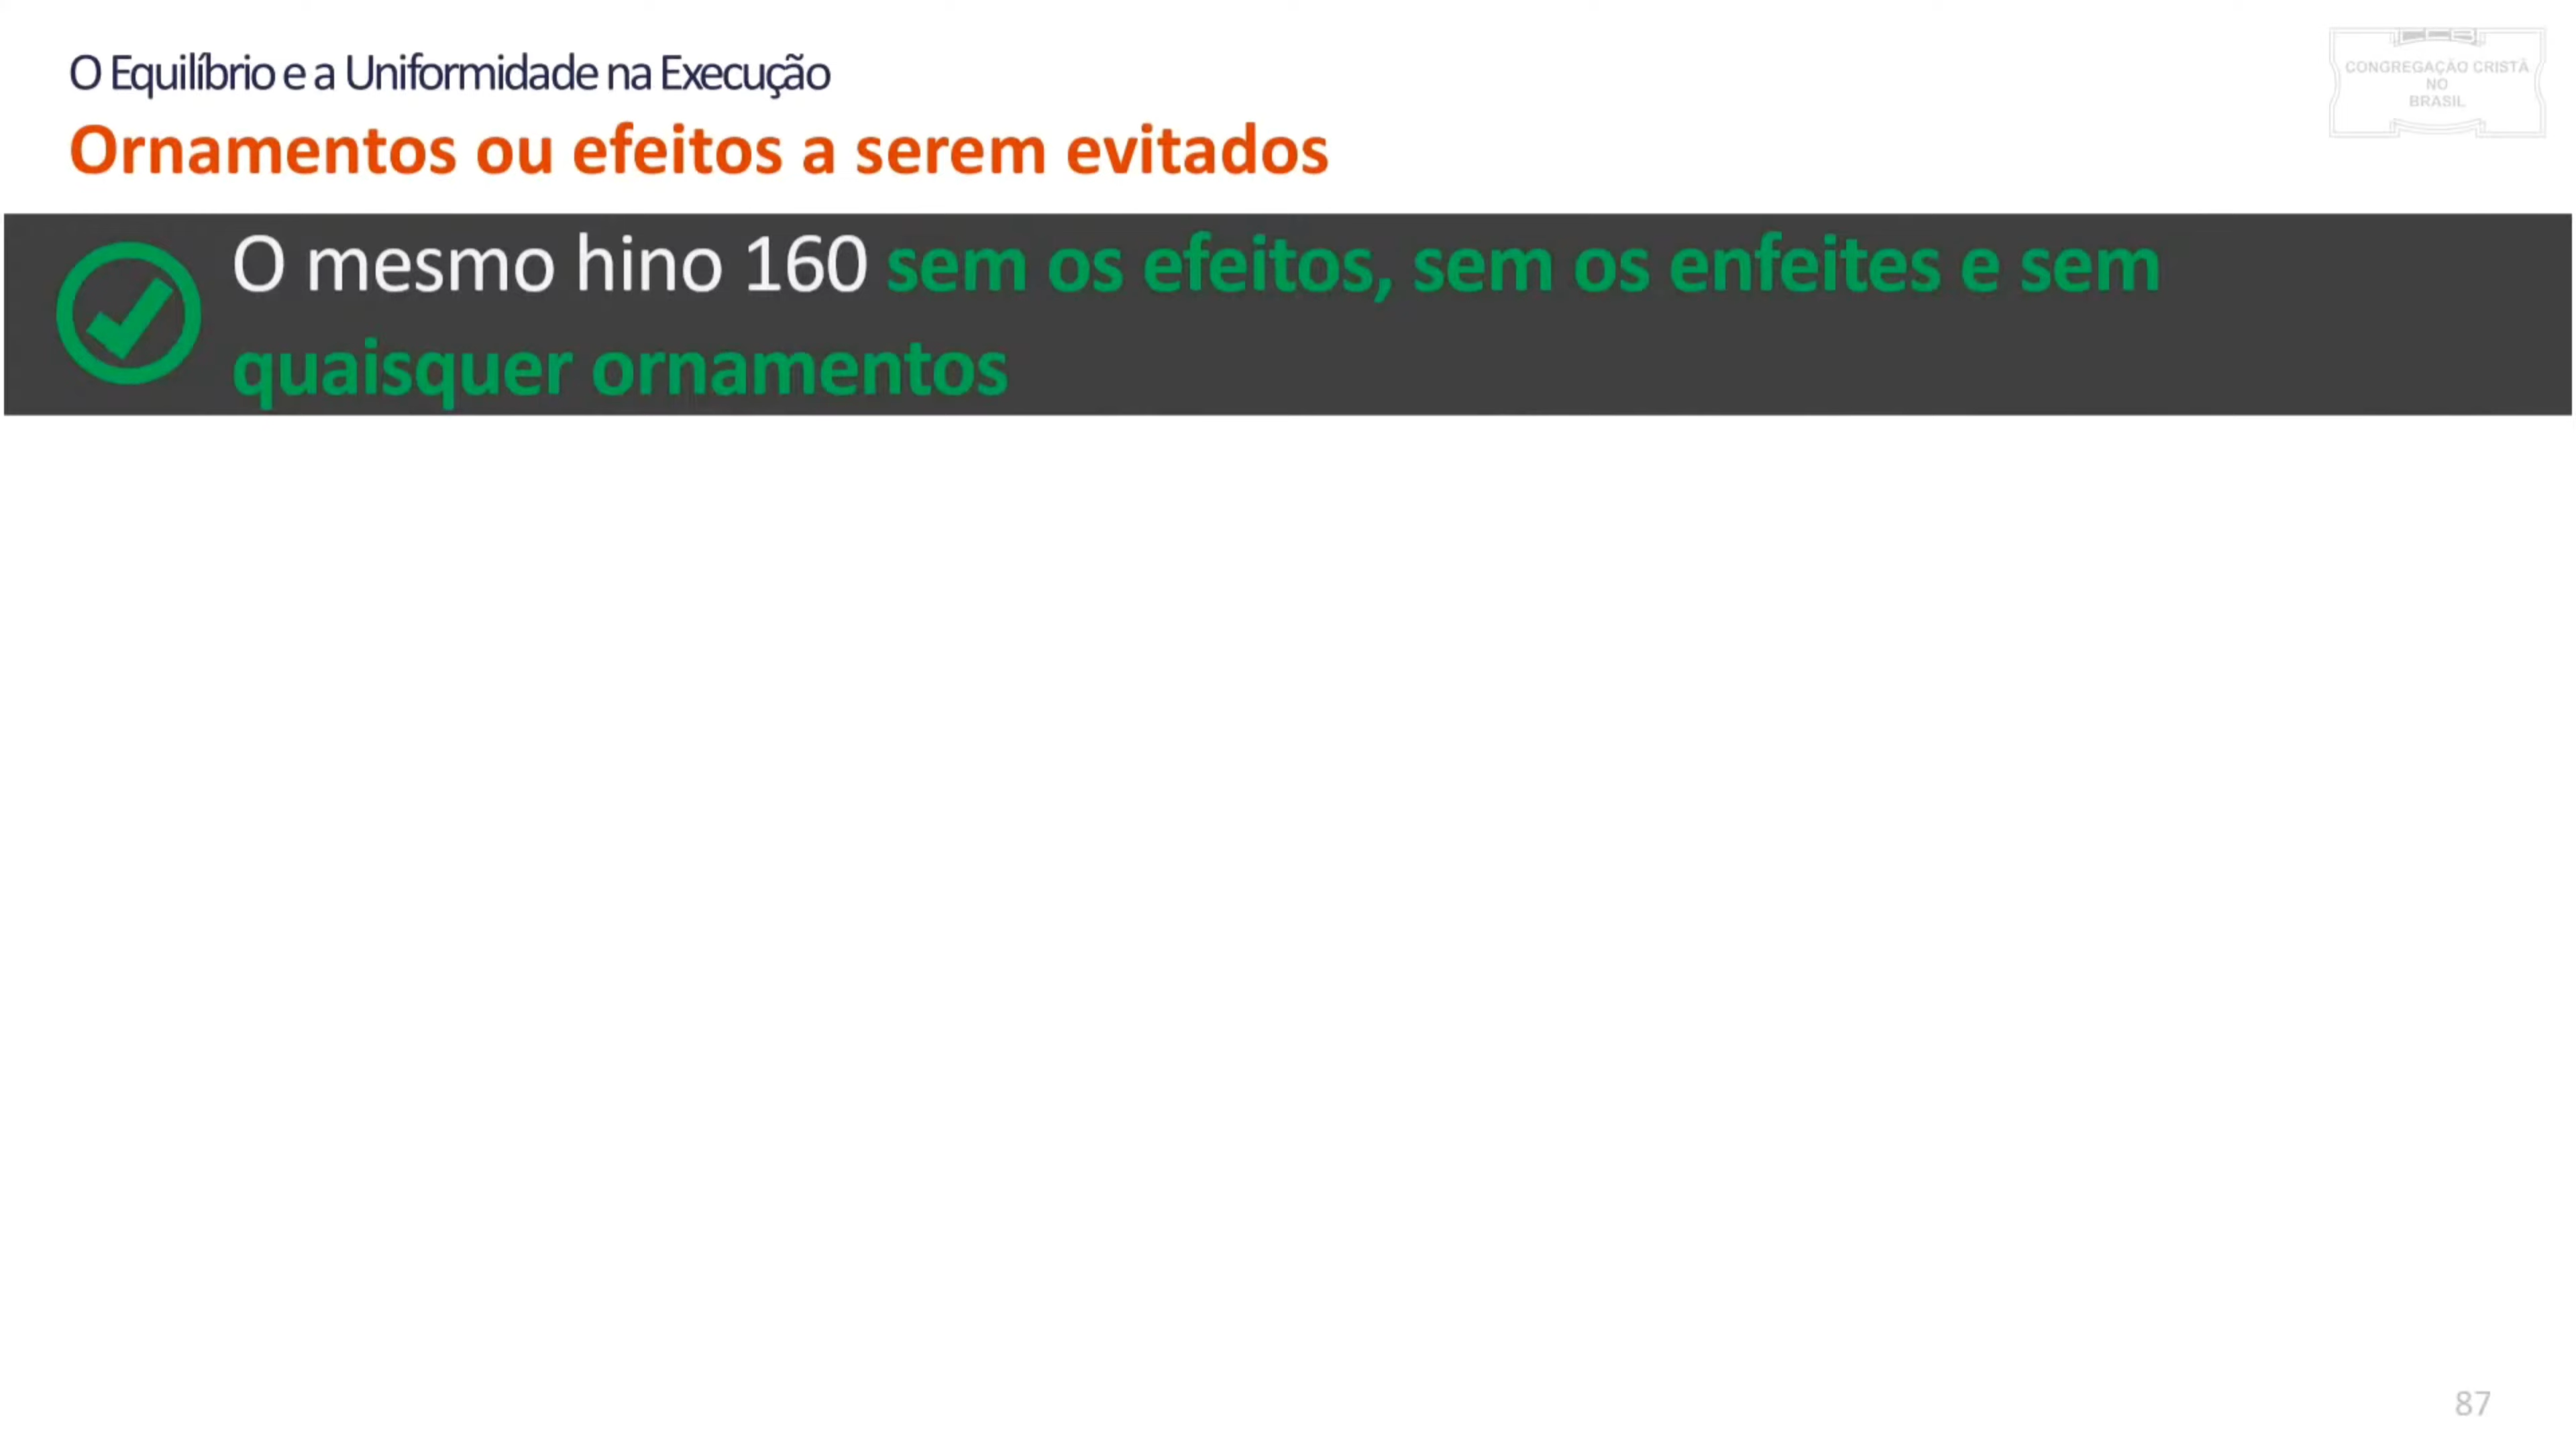 O Equilíbrio e a Uniformidade na Execução
Ornamentos ou efeitos a serem evitados
CCB
CONGREGAÇÃO CRISTÃ
NO
BRASIL
O mesmo hino 160 sem os efeitos, sem os enfeites e sem
quaisquer ornamentos
87